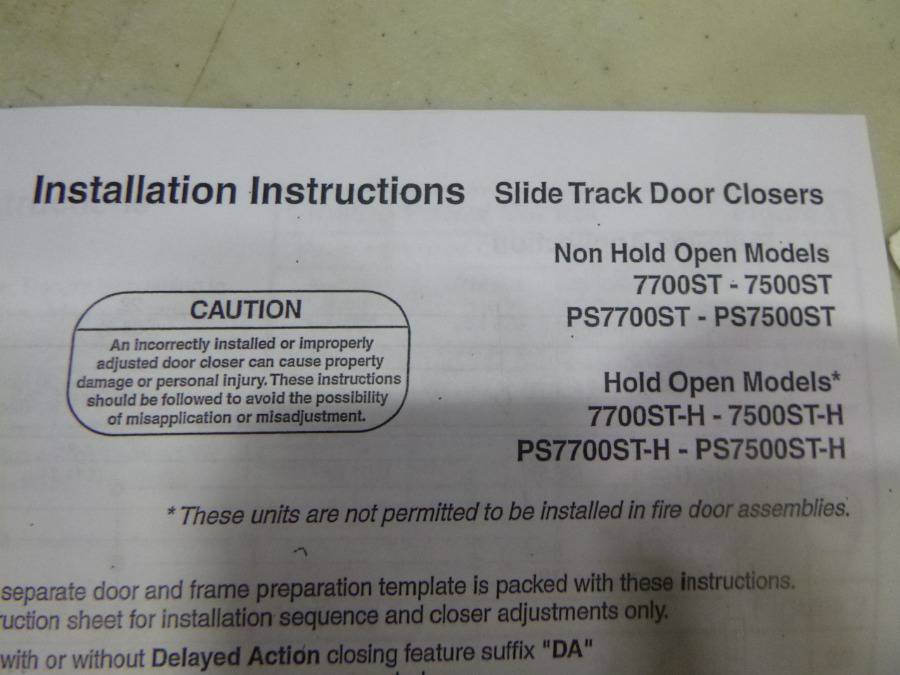 Installation Instructions Slide Track Door Closers
Non Hold Open Models
7700ST - 7500ST
PS7700ST - PS7500ST
CAUTION
An incorrectly installed or improperly
adjusted door closer can cause property
damage or personal injury. These instructions
should be followed to avoid the possibility
of misapplication or misadjustment.
Hold Open Models*
7700ST-H - 7500ST-H
PS7700ST-H - PS7500ST-H
* These units are not permitted to be installed in fire door assemblies.
separate door and frame preparation template is packed with these instructions.
ruction sheet for installation sequence and closer adjustments only.
with or without Delayed Action closing feature suffix "DA"